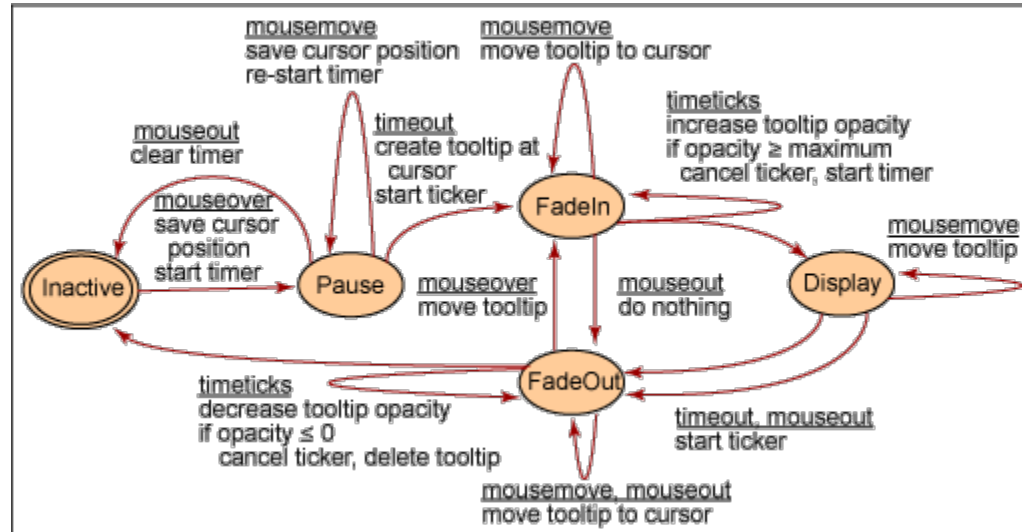 mousemove
save cursor position
re-start timer
mousemove
move tooltip to cursor
timeticks
increase tooltip opacity
if opacity ≥ maximum
cancel ticker, start timer
mouseout
clear timer
timeout
create tooltip at
cursor
start ticker
mouseover
save cursor
position
start timer
FadeIn
mousemove
move tooltip
Inactive
Pause
mouseover
move tooltip
mouseout
do nothing
Display
FadeOut
timeticks
decrease tooltip opacity
if opacity ≤ 0
cancel ticker, delete tooltip
timeout, mouseout
start ticker
mousemove, mouseout
move tooltip to cursor